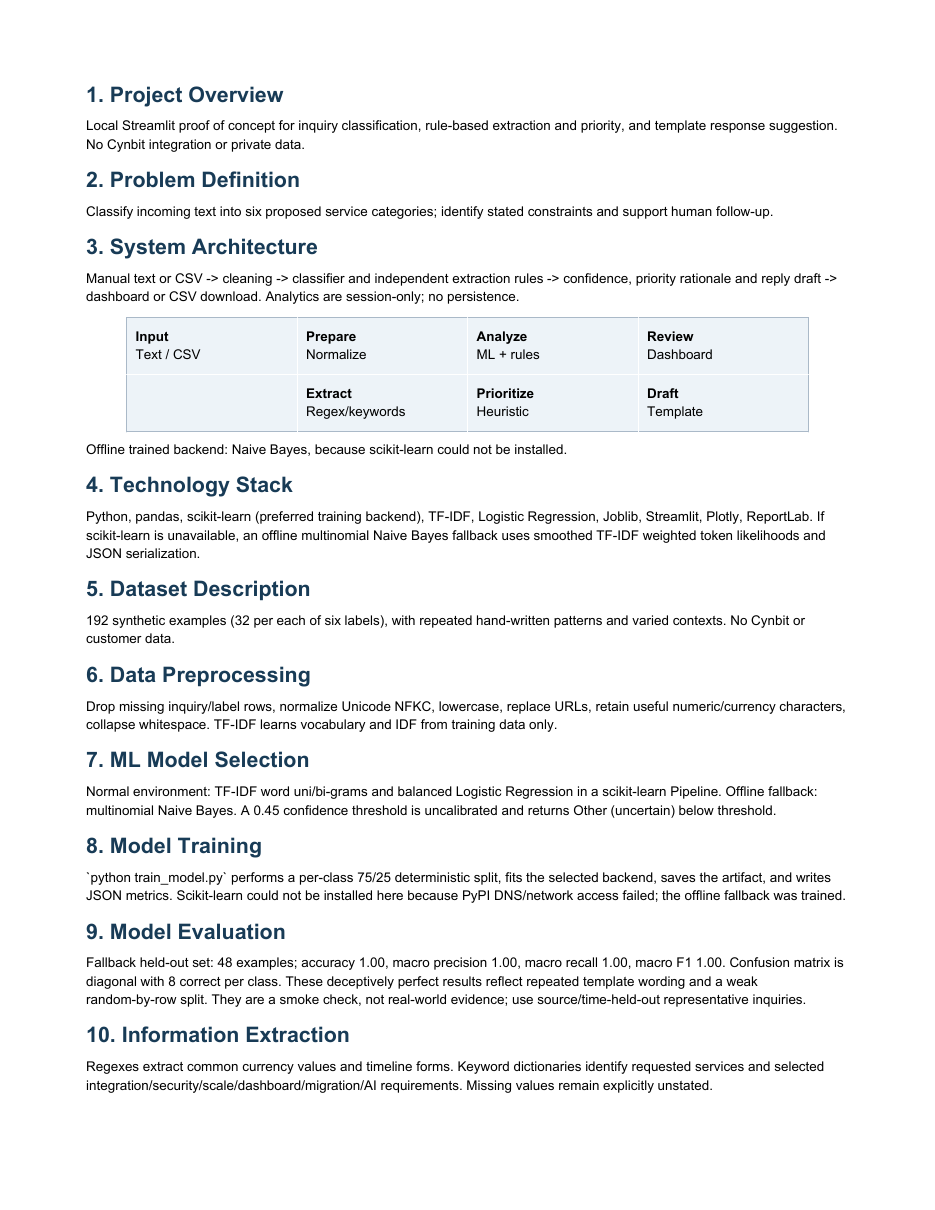 1. Project Overview
Local Streamlit proof of concept for inquiry classification, rule-based extraction and priority, and template response suggestion.
No Cynbit integration or private data.
2. Problem Definition
Classify incoming text into six proposed service categories; identify stated constraints and support human follow-up.
3. System Architecture
Manual text or CSV -> cleaning -> classifier and independent extraction rules -> confidence, priority rationale and reply draft ->
dashboard or CSV download. Analytics are session-only; no persistence.
Input Prepare Analyze Review
Text / CSV Normalize ML + rules Dashboard
Extract Prioritize Draft
Regex/keywords Heuristic Template
Offline trained backend: Naive Bayes, because scikit-learn could not be installed.
4. Technology Stack
Python, pandas, scikit-learn (preferred training backend), TF-IDF, Logistic Regression, Joblib, Streamlit, Plotly, ReportLab. If
scikit-learn is unavailable, an offline multinomial Naive Bayes fallback uses smoothed TF-IDF weighted token likelihoods and
JSON serialization.
5. Dataset Description
192 synthetic examples (32 per each of six labels), with repeated hand-written patterns and varied contexts. No Cynbit or
customer data.
6. Data Preprocessing
Drop missing inquiry/label rows, normalize Unicode NFKC, lowercase, replace URLs, retain useful numeric/currency characters,
collapse whitespace. TF-IDF learns vocabulary and IDF from training data only.
7. ML Model Selection
Normal environment: TF-IDF word uni/bi-grams and balanced Logistic Regression in a scikit-learn Pipeline. Offline fallback:
multinomial Naive Bayes. A 0.45 confidence threshold is uncalibrated and returns Other (uncertain) below threshold.
8. Model Training
`python train_model.py` performs a per-class 75/25 deterministic split, fits the selected backend, saves the artifact, and writes
JSON metrics. Scikit-learn could not be installed here because PyPI DNS/network access failed; the offline fallback was trained.
9. Model Evaluation
Fallback held-out set: 48 examples; accuracy 1.00, macro precision 1.00, macro recall 1.00, macro F1 1.00. Confusion matrix is
diagonal with 8 correct per class. These deceptively perfect results reflect repeated template wording and a weak
random-by-row split. They are a smoke check, not real-world evidence; use source/time-held-out representative inquiries.
10. Information Extraction
Regexes extract common currency values and timeline forms. Keyword dictionaries identify requested services and selected
integration/security/scale/dashboard/migration/AI requirements. Missing values remain explicitly unstated.